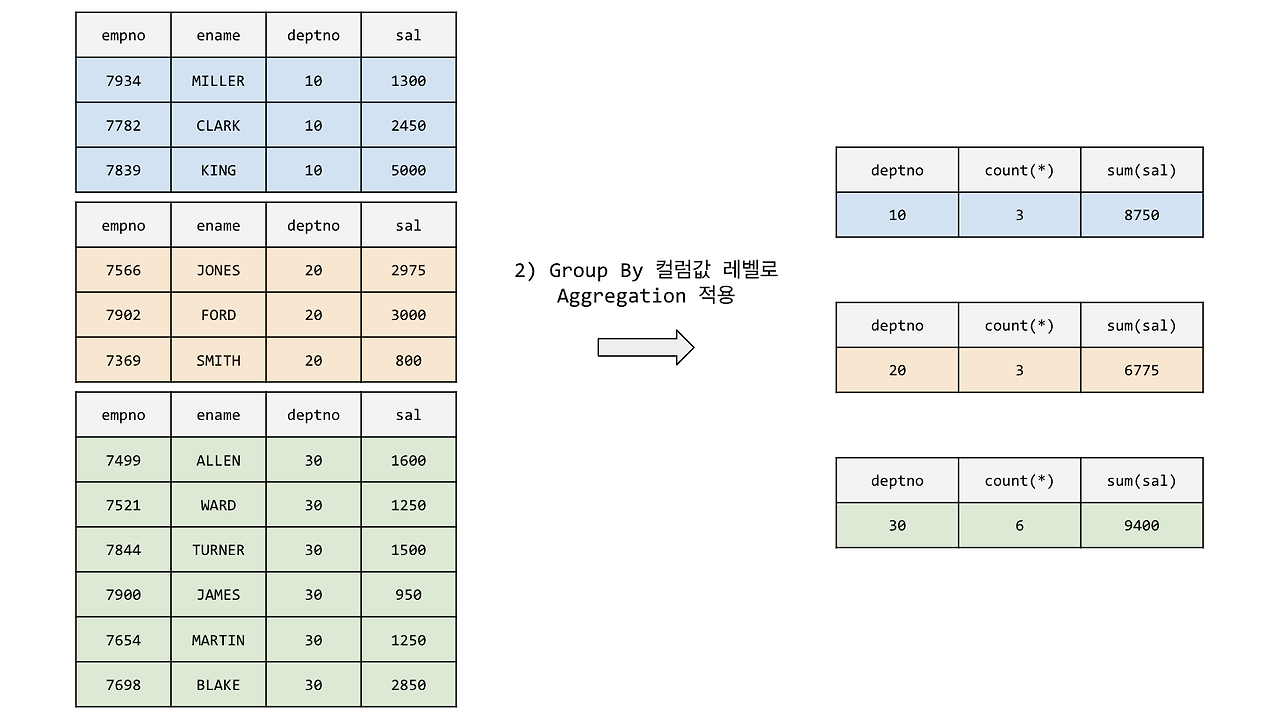 empno ename deptno sal
7934 MILLER 10 1300
7782 CLARK 10 2450
7839 KING 10 5000
empno ename deptno sal
7566 JONES 20 2975
7902 FORD 20 3000
7369 SMITH 20 800
empno ename deptno sal
7499 ALLEN 30 1600
7521 WARD 30 1250
7844 TURNER 30 1500
7900 JAMES 30 950
7654 MARTIN 30 1250
7698 BLAKE 30 2850
2) Group By 컬럼값 레벨로
Aggregation 적용
deptno count(*) sum(sal)
10 3 8750
deptno count(*) sum(sal)
20 3 6775
deptno count(*) sum(sal)
30 6 9400